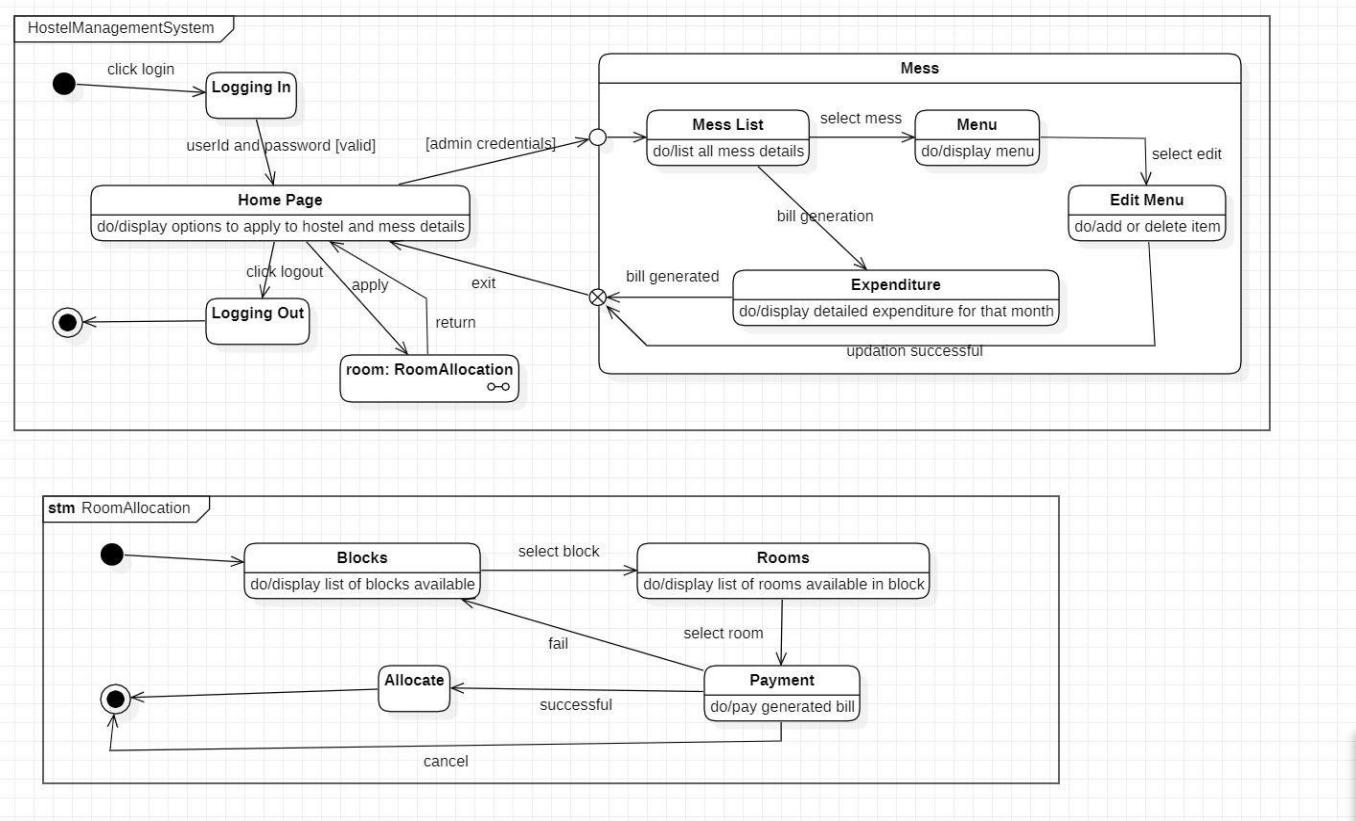 HostelManagementSystem
click login
Logging In
userId and password [valid]
[admin credentials]
Home Page
do/display options to apply to hostel and mess details
click logout
apply
return
exit
Logging Out
room: RoomAllocation
Mess
Mess List
do/list all mess details
select mess
Menu
do/display menu
select edit
Edit Menu
do/add or delete item
bill generation
bill generated
Expenditure
do/display detailed expenditure for that month
updation successful
stm RoomAllocation
Blocks
do/display list of blocks available
select block
Rooms
do/display list of rooms available in block
select room
fail
Payment
do/pay generated bill
successful
Allocate
cancel